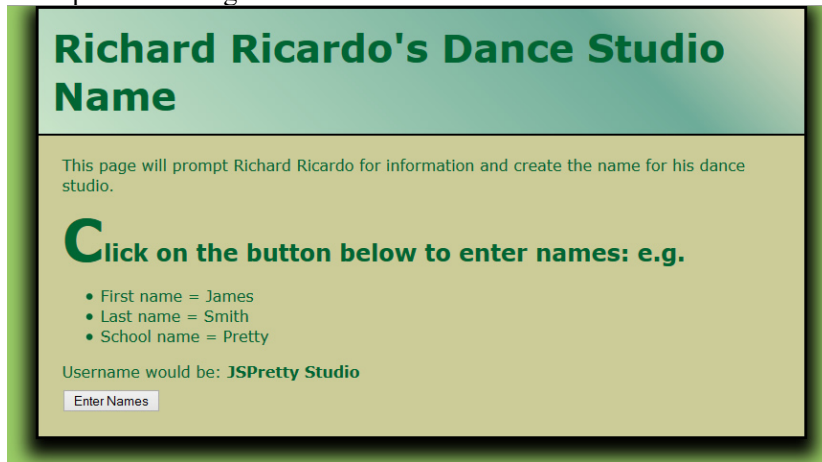 Richard Ricardo's Dance Studio
Name
This page will prompt Richard Ricardo for information and create the name for his dance
studio.
Click on the button below to enter names: e.g.
• First name = James
• Last name = Smith
• School name = Pretty
Username would be: JSPretty Studio
Enter Names